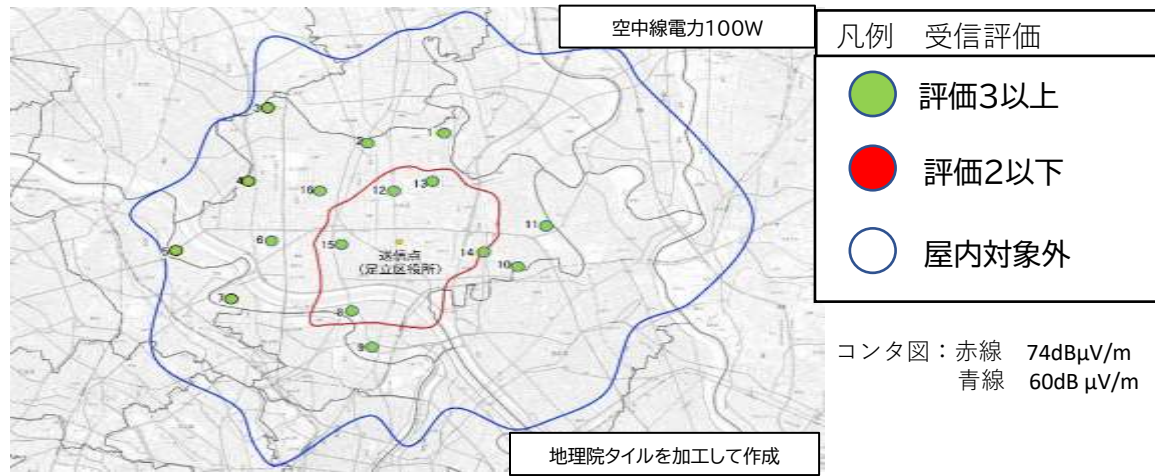 空中線電力100W
凡例 受信評価
評価3以上
評価2以下
屋内対象外
コンタ図：赤線 74dBμV/m
青線 60dB μV/m
3
2
1
4
16
12
13
11
5
6
15
送信点
(足立区役所)
14
10
7
8
9
地理院タイルを加工して作成